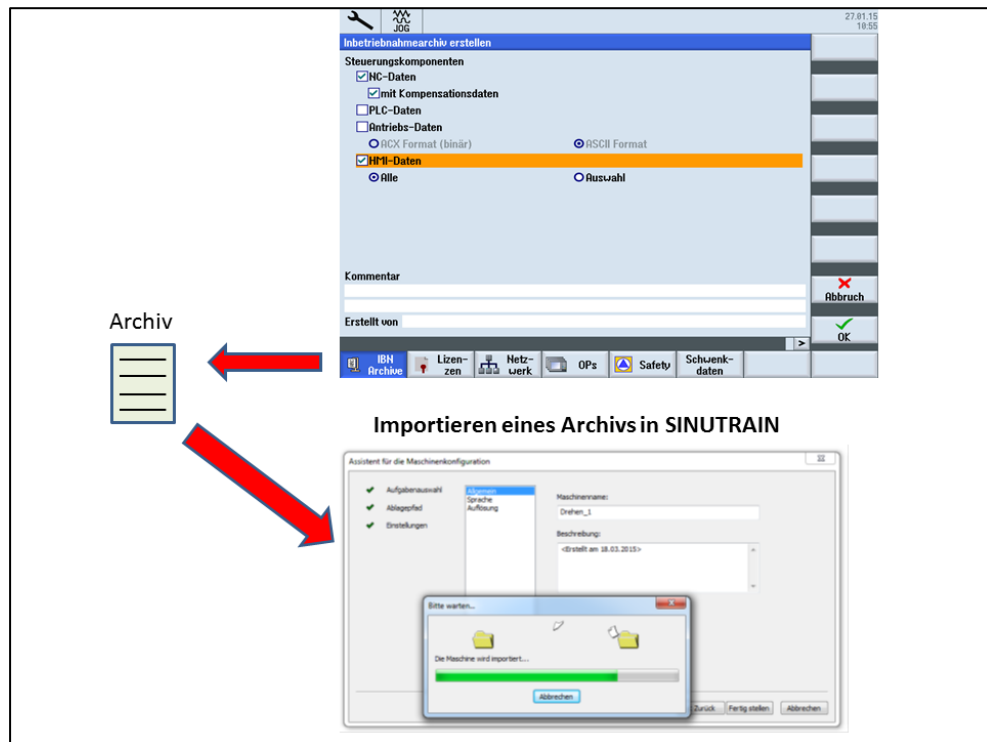 JOG
27.01.15
10:55
Inbetriebnahmearchiv erstellen
Steuerungskomponenten
NC-Daten
mit Kompensationsdaten
PLC-Daten
Antriebs-Daten
ACX Format (binär) ASCII Format
HMI-Daten
Alle Auswahl
Kommentar
Abbruch
Erstellt von
OK
>
IBN Archive Lizen-zen Netz-werk OPs Safety Schwenk-daten
Archiv
Importieren eines Archivs in SINUTRAIN
Assistent für die Maschinenkonfiguration
Aufgabenauswahl
Ablagepfad
Einstellungen
Allgemein
Sprache
Auflösung
Maschinenname:
Drehen_1
Beschreibung:
<Erstellt am 18.03.2015>
Bitte warten...
Die Maschine wird importiert...
Abbrechen
Zurück Fertig stellen Abbrechen